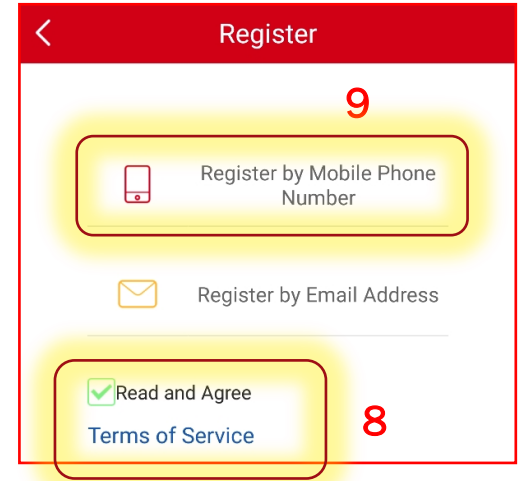 Register
9
Register by Mobile Phone
Number
Register by Email Address
Read and Agree
Terms of Service
8